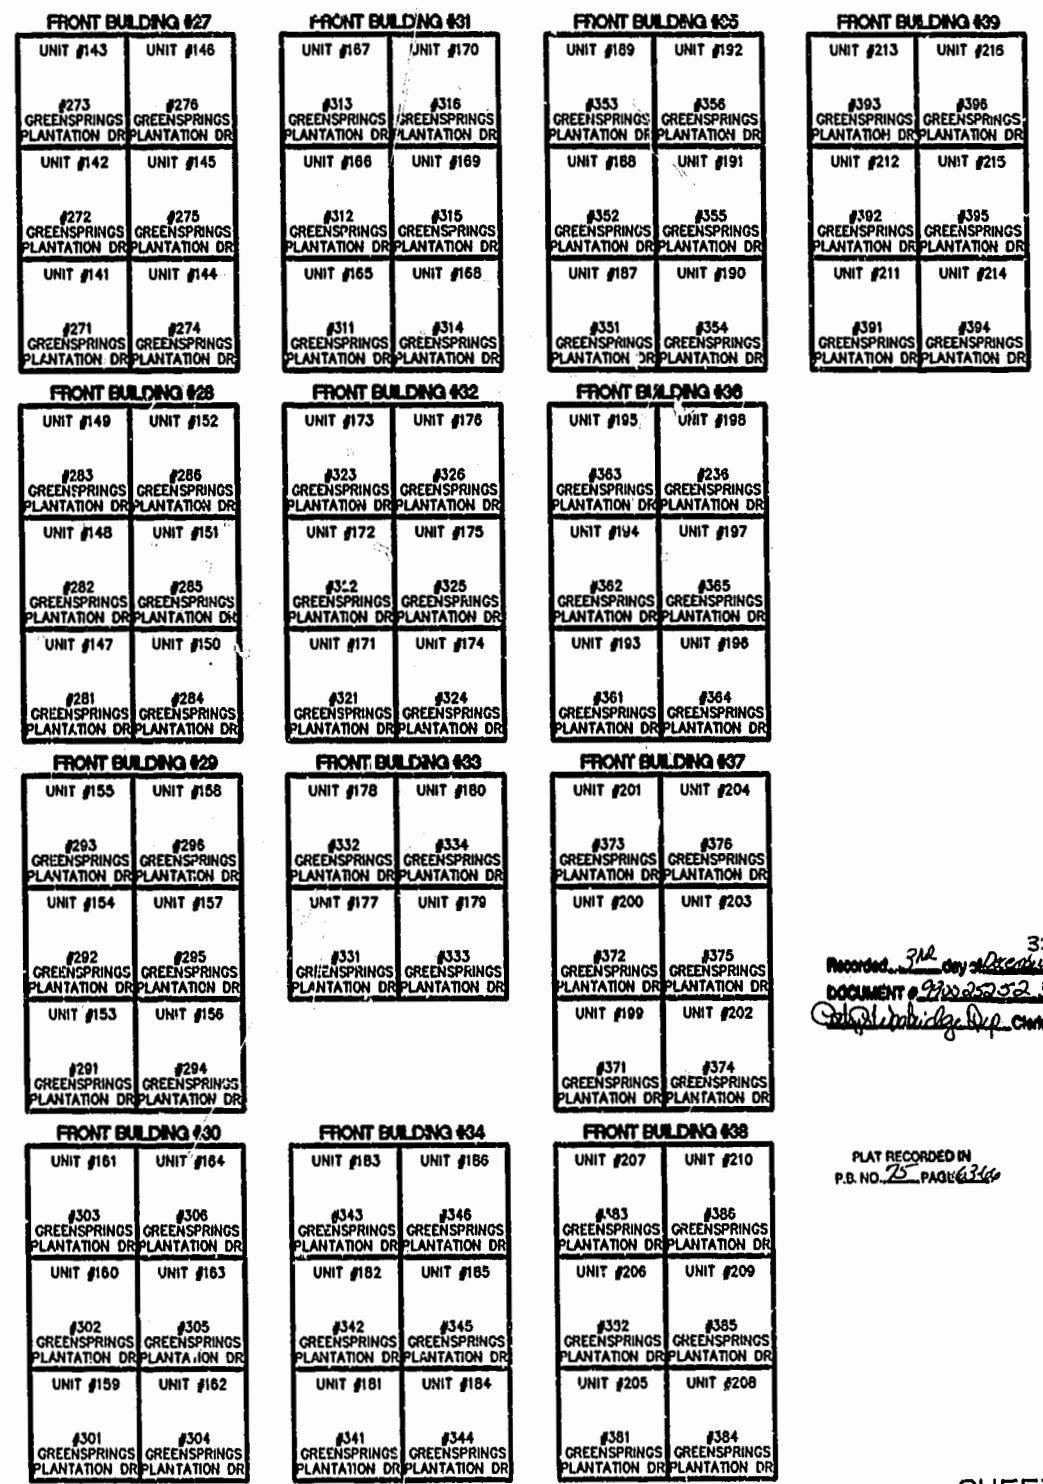 FRONT BUILDING #27
UNIT #143 UNIT #146
#273 #276
GREENSPRINGS GREENSPRINGS
PLANTATION DR PLANTATION DR
UNIT #142 UNIT #145
#272 #275
GREENSPRINGS GREENSPRINGS
PLANTATION DR PLANTATION DR
UNIT #141 UNIT #144
#271 #274
GREENSPRINGS GREENSPRINGS
PLANTATION DR PLANTATION DR
FRONT BUILDING #28
UNIT #149 UNIT #152
#283 #286
GREENSPRINGS GREENSPRINGS
PLANTATION DR PLANTATION DR
UNIT #148 UNIT #151
#282 #285
GREENSPRINGS GREENSPRINGS
PLANTATION DR PLANTATION DR
UNIT #147 UNIT #150
#281 #284
GREENSPRINGS GREENSPRINGS
PLANTATION DR PLANTATION DR
FRONT BUILDING #29
UNIT #155 UNIT #158
#293 #296
GREENSPRINGS GREENSPRINGS
PLANTATION DR PLANTATION DR
UNIT #154 UNIT #157
#292 #295
GREENSPRINGS GREENSPRINGS
PLANTATION DR PLANTATION DR
UNIT #153 UNIT #156
#291 #294
GREENSPRINGS GREENSPRINGS
PLANTATION DR PLANTATION DR
FRONT BUILDING #30
UNIT #161 UNIT #164
#303 #306
GREENSPRINGS GREENSPRINGS
PLANTATION DR PLANTATION DR
UNIT #160 UNIT #163
#302 #305
GREENSPRINGS GREENSPRINGS
PLANTATION DR PLANTATION DR
UNIT #159 UNIT #162
#301 #304
GREENSPRINGS GREENSPRINGS
PLANTATION DR PLANTATION DR
FRONT BUILDING #31
UNIT #167 UNIT #170
#313 #316
GREENSPRINGS GREENSPRINGS
PLANTATION DR PLANTATION DR
UNIT #166 UNIT #169
#312 #315
GREENSPRINGS GREENSPRINGS
PLANTATION DR PLANTATION DR
UNIT #165 UNIT #168
#311 #314
GREENSPRINGS GREENSPRINGS
PLANTATION DR PLANTATION DR
FRONT BUILDING #32
UNIT #173 UNIT #176
#323 #326
GREENSPRINGS GREENSPRINGS
PLANTATION DR PLANTATION DR
UNIT #172 UNIT #175
#322 #325
GREENSPRINGS GREENSPRINGS
PLANTATION DR PLANTATION DR
UNIT #171 UNIT #174
#321 #324
GREENSPRINGS GREENSPRINGS
PLANTATION DR PLANTATION DR
FRONT BUILDING #33
UNIT #178 UNIT #180
#332 #334
GREENSPRINGS GREENSPRINGS
PLANTATION DR PLANTATION DR
UNIT #177 UNIT #179
#331 #333
GREENSPRINGS GREENSPRINGS
PLANTATION DR PLANTATION DR
FRONT BUILDING #34
UNIT #183 UNIT #186
#343 #346
GREENSPRINGS GREENSPRINGS
PLANTATION DR PLANTATION DR
UNIT #182 UNIT #185
#342 #345
GREENSPRINGS GREENSPRINGS
PLANTATION DR PLANTATION DR
UNIT #181 UNIT #184
#341 #344
GREENSPRINGS GREENSPRINGS
PLANTATION DR PLANTATION DR
FRONT BUILDING #35
UNIT #189 UNIT #192
#353 #356
GREENSPRINGS GREENSPRINGS
PLANTATION DR PLANTATION DR
UNIT #188 UNIT #191
#352 #355
GREENSPRINGS GREENSPRINGS
PLANTATION DR PLANTATION DR
UNIT #187 UNIT #190
#351 #354
GREENSPRINGS GREENSPRINGS
PLANTATION DR PLANTATION DR
FRONT BUILDING #36
UNIT #195 UNIT #198
#363 #236
GREENSPRINGS GREENSPRINGS
PLANTATION DR PLANTATION DR
UNIT #194 UNIT #197
#362 #365
GREENSPRINGS GREENSPRINGS
PLANTATION DR PLANTATION DR
UNIT #193 UNIT #196
#361 #364
GREENSPRINGS GREENSPRINGS
PLANTATION DR PLANTATION DR
FRONT BUILDING #37
UNIT #201 UNIT #204
#373 #376
GREENSPRINGS GREENSPRINGS
PLANTATION DR PLANTATION DR
UNIT #200 UNIT #203
#372 #375
GREENSPRINGS GREENSPRINGS
PLANTATION DR PLANTATION DR
UNIT #199 UNIT #202
#371 #374
GREENSPRINGS GREENSPRINGS
PLANTATION DR PLANTATION DR
FRONT BUILDING #38
UNIT #207 UNIT #210
#383 #386
GREENSPRINGS GREENSPRINGS
PLANTATION DR PLANTATION DR
UNIT #206 UNIT #209
#332 #385
GREENSPRINGS GREENSPRINGS
PLANTATION DR PLANTATION DR
UNIT #205 UNIT #208
#381 #384
GREENSPRINGS GREENSPRINGS
PLANTATION DR PLANTATION DR
FRONT BUILDING #39
UNIT #213 UNIT #216
#393 #396
GREENSPRINGS GREENSPRINGS
PLANTATION DR PLANTATION DR
UNIT #212 UNIT #215
#392 #395
GREENSPRINGS GREENSPRINGS
PLANTATION DR PLANTATION DR
UNIT #211 UNIT #214
#391 #394
GREENSPRINGS GREENSPRINGS
PLANTATION DR PLANTATION DR
Recorded 3rd day of
DOCUMENT #
Dep. Clerk
PLAT RECORDED IN
P.B. NO. 75 PAGE